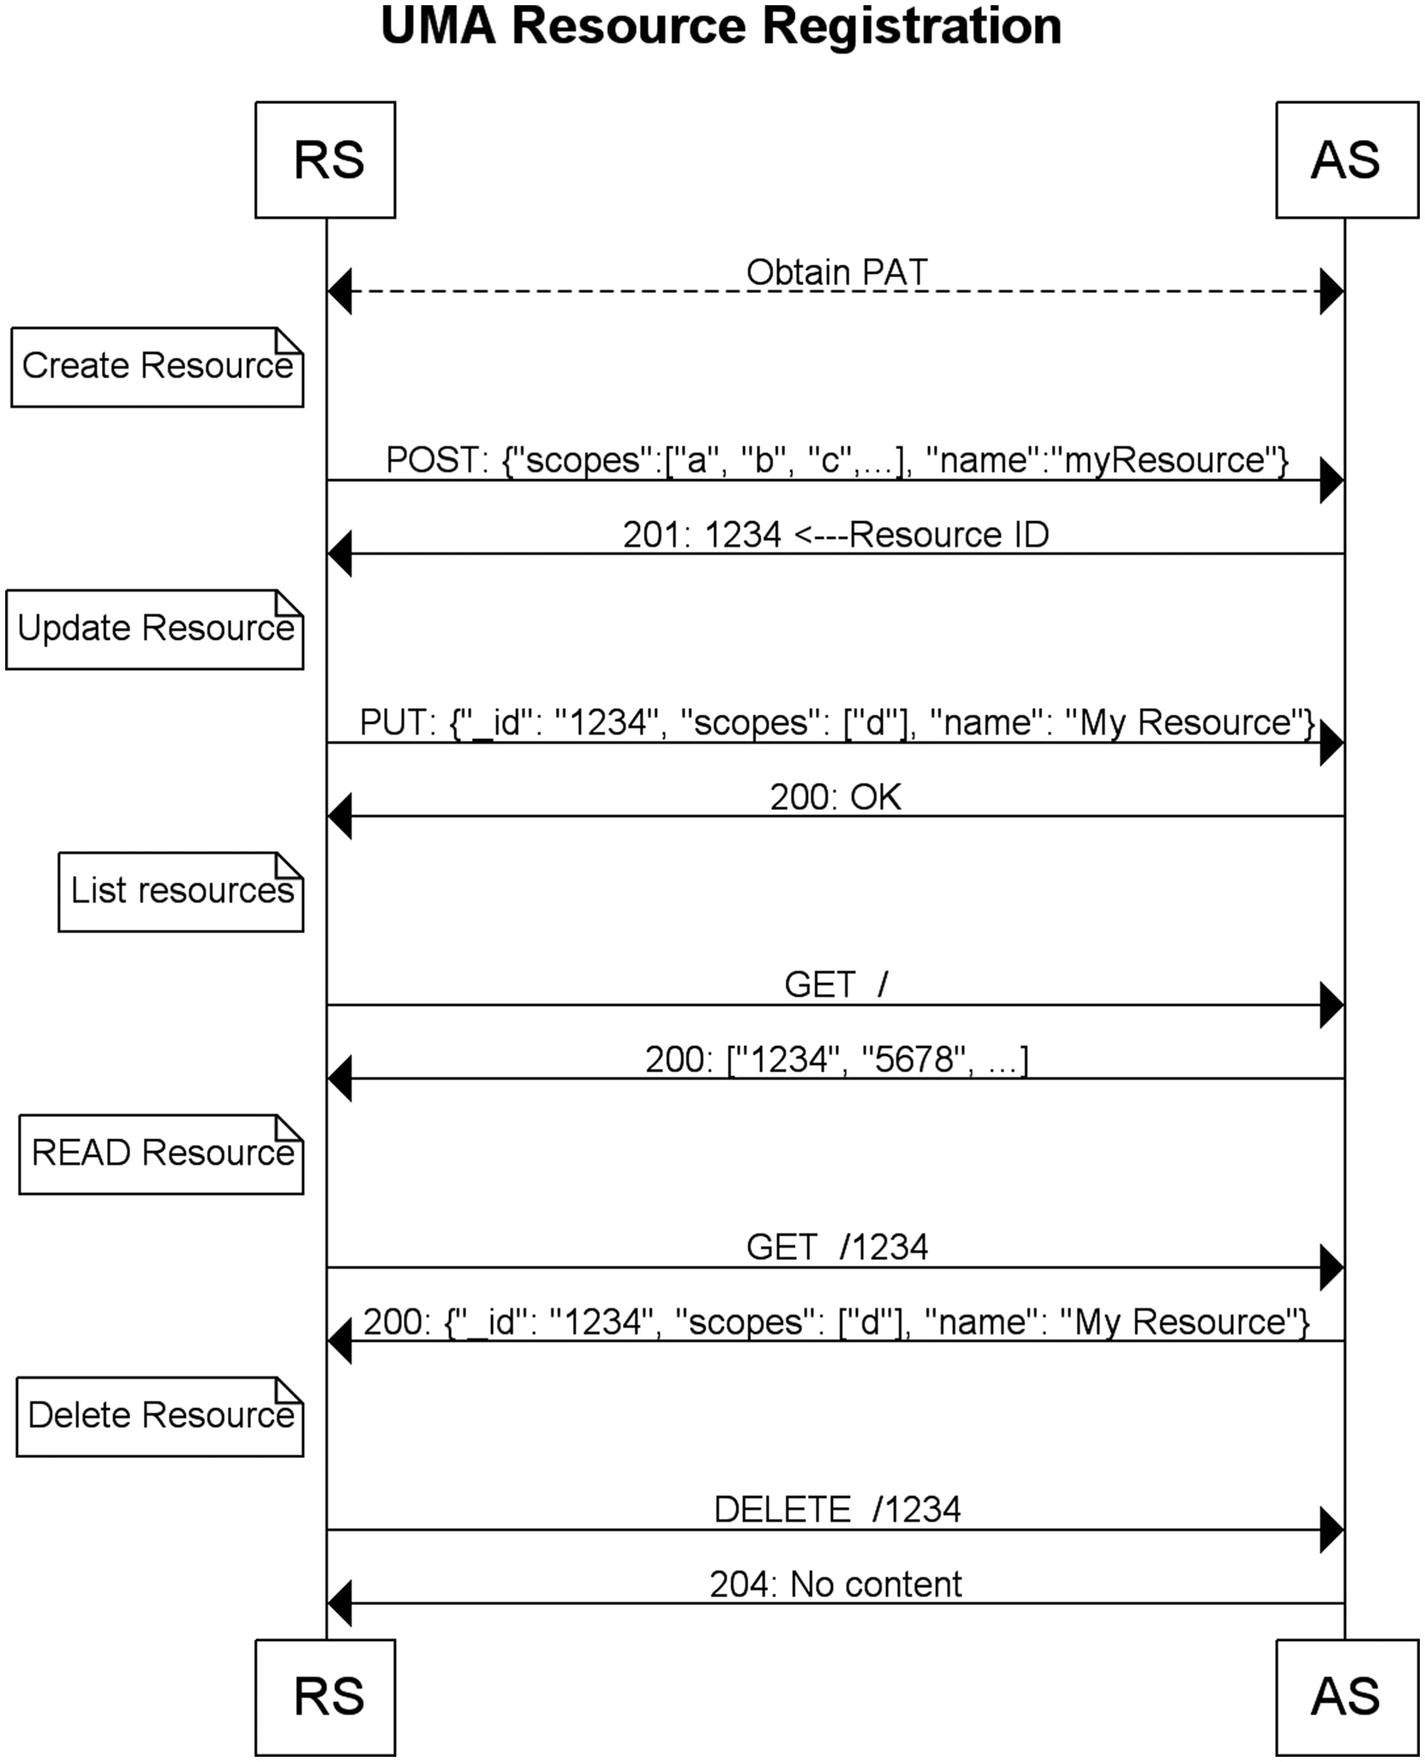 UMA Resource Registration
RS
AS
Obtain PAT
Create Resource
POST: {"scopes":["a", "b", "c",...], "name":"myResource"}
201: 1234 <---Resource ID
Update Resource
PUT: {"_id": "1234", "scopes": ["d"], "name": "My Resource"}
200: OK
List resources
GET  /
200: ["1234", "5678", ...]
READ Resource
GET  /1234
200: {"_id": "1234", "scopes": ["d"], "name": "My Resource"}
Delete Resource
DELETE  /1234
204: No content
RS
AS